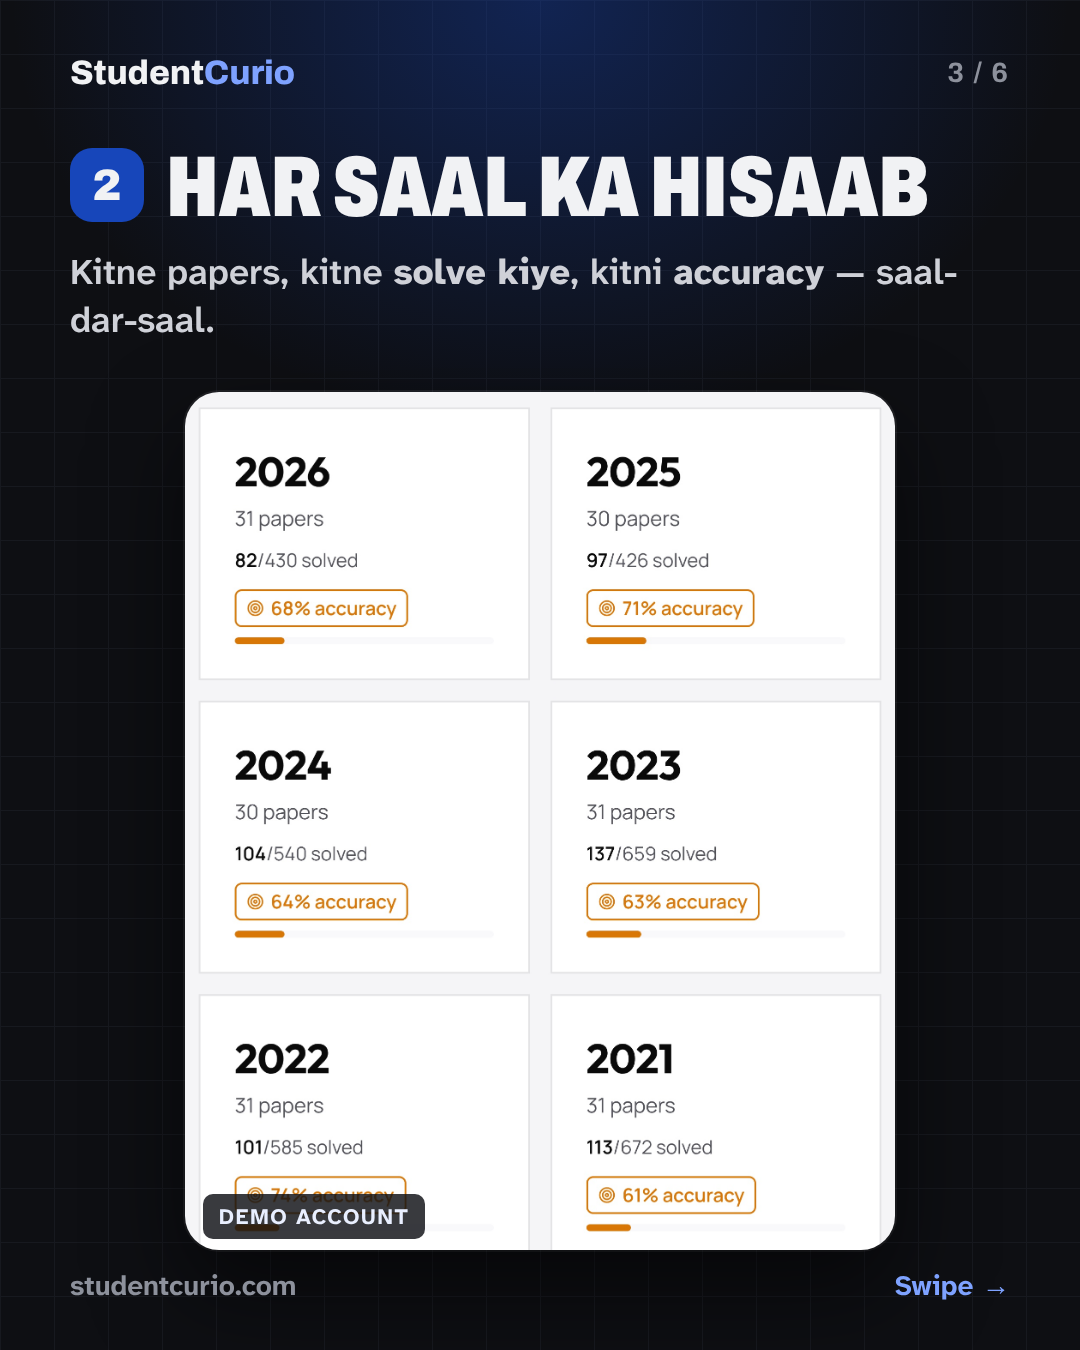 StudentCurio
3 / 6
2 HAR SAAL KA HISAAB
Kitne papers, kitne solve kiye, kitni accuracy — saal-
dar-saal.
2026
31 papers
82/430 solved
68% accuracy
2025
30 papers
97/426 solved
71% accuracy
2024
30 papers
104/540 solved
64% accuracy
2023
31 papers
137/659 solved
63% accuracy
2022
31 papers
101/585 solved
74% accuracy
DEMO ACCOUNT
2021
31 papers
113/672 solved
61% accuracy
studentcurio.com
Swipe →